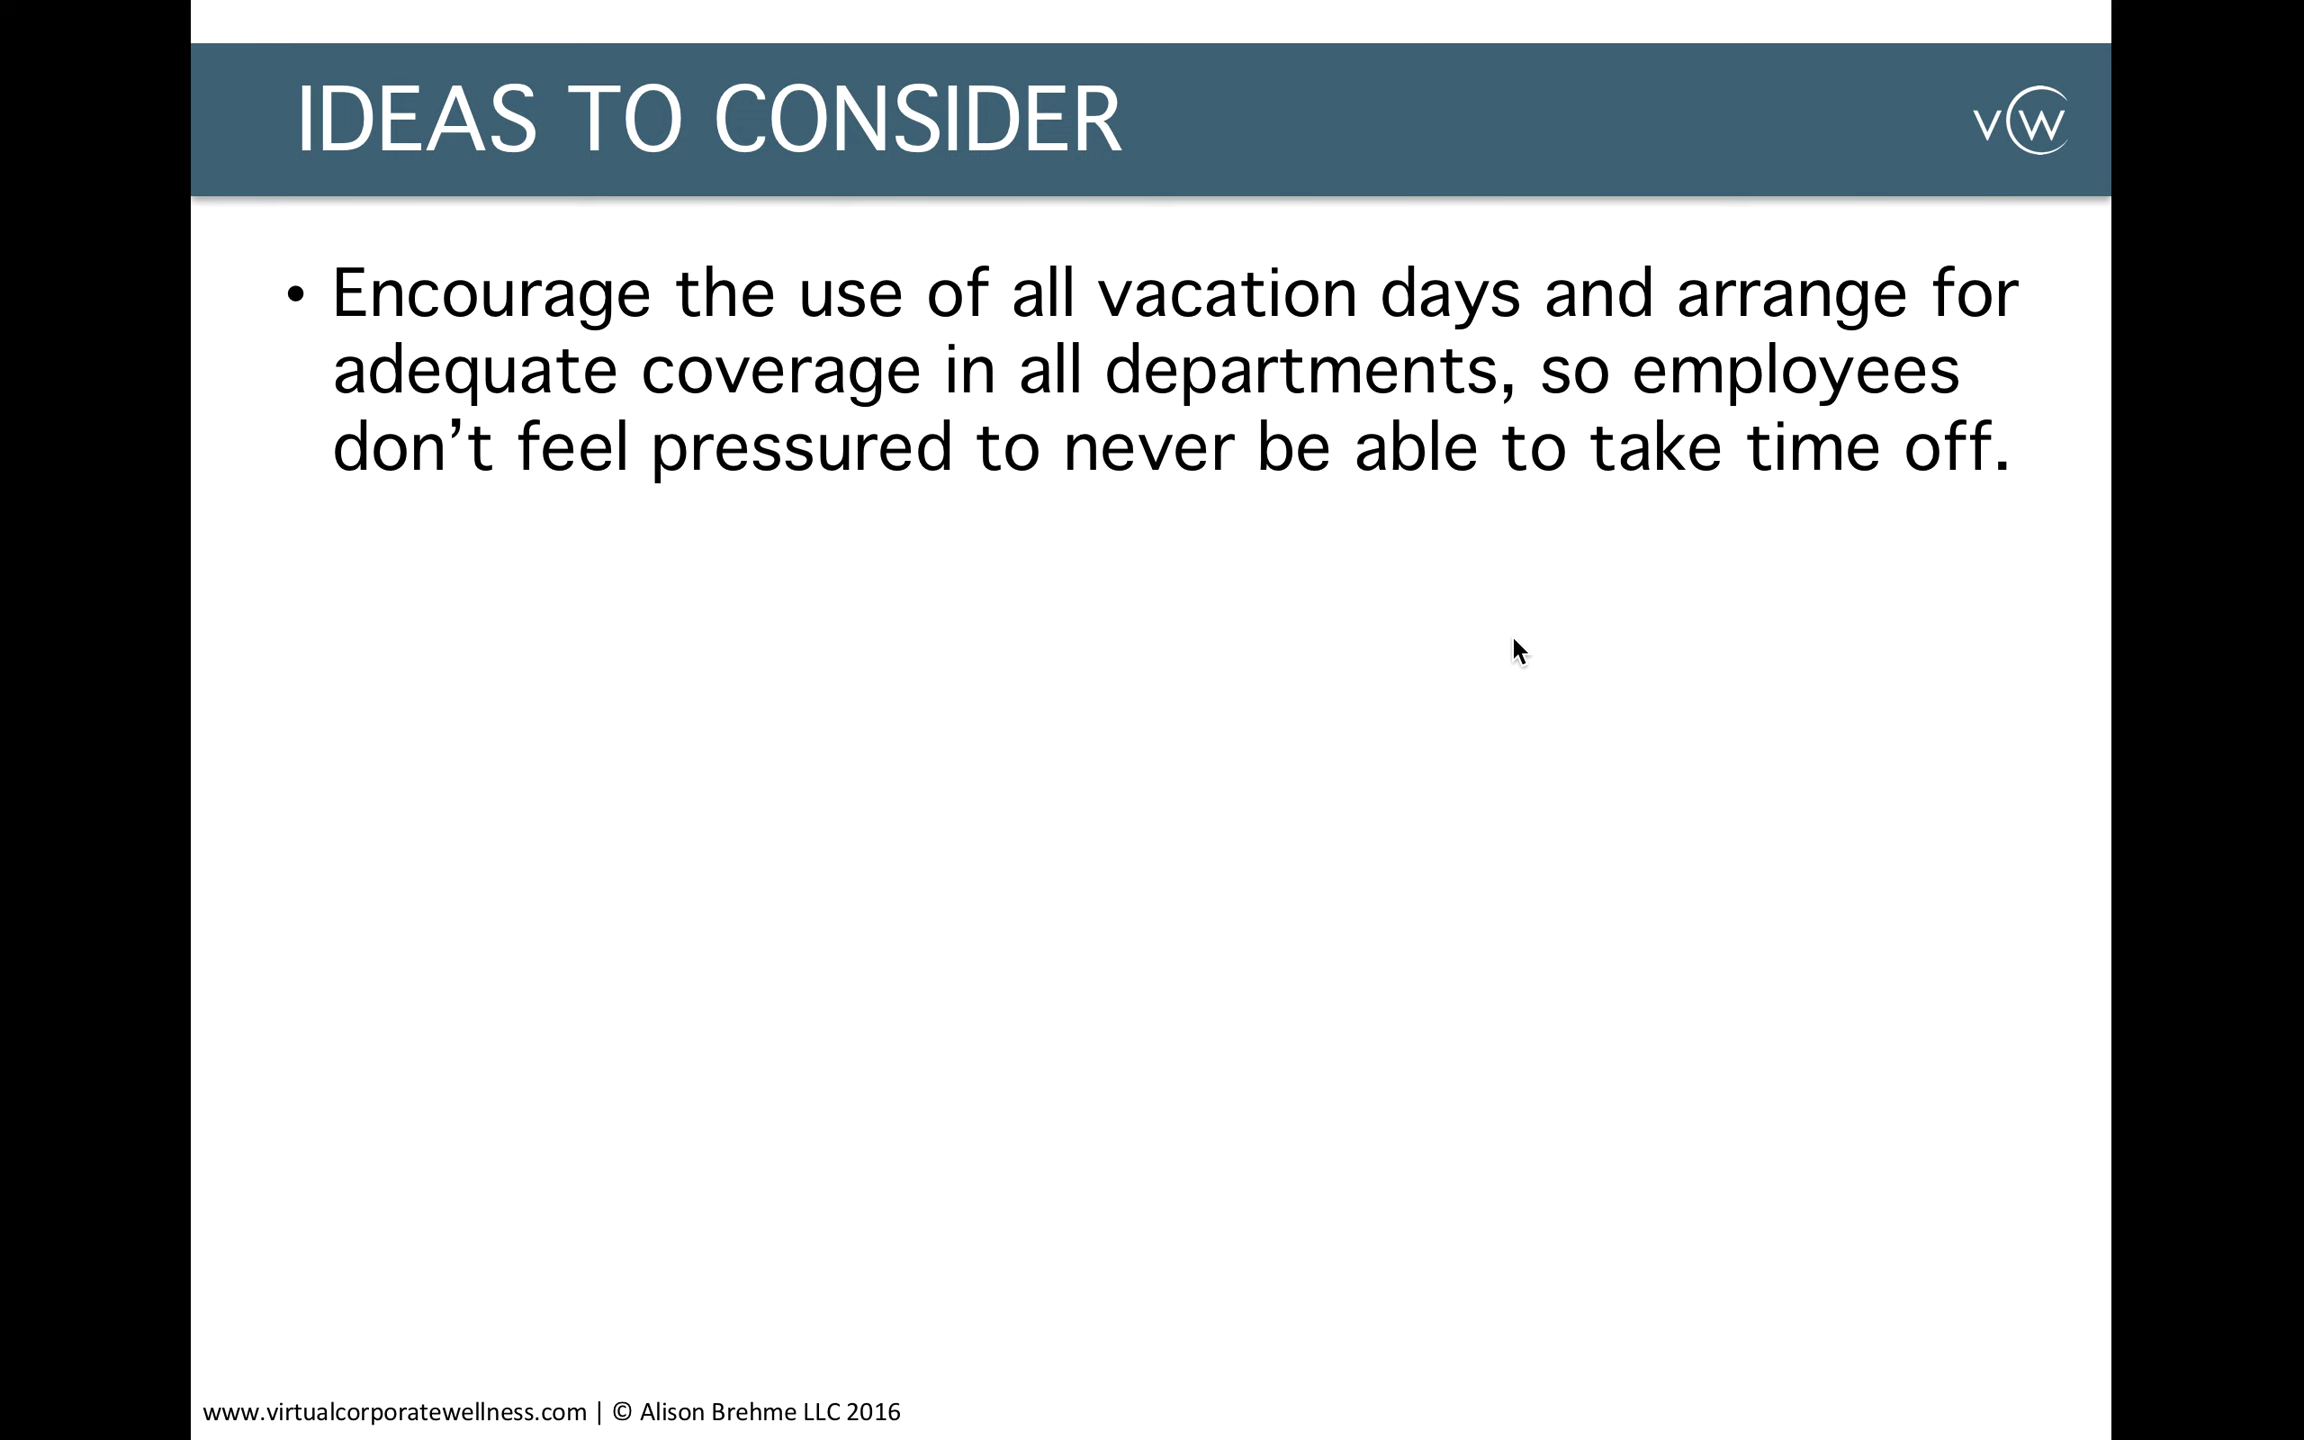 IDEAS TO CONSIDER
VCW
• Encourage the use of all vacation days and arrange for
adequate coverage in all departments, so employees
don’t feel pressured to never be able to take time off.
www.virtualcorporatewellness.com | © Alison Brehme LLC 2016